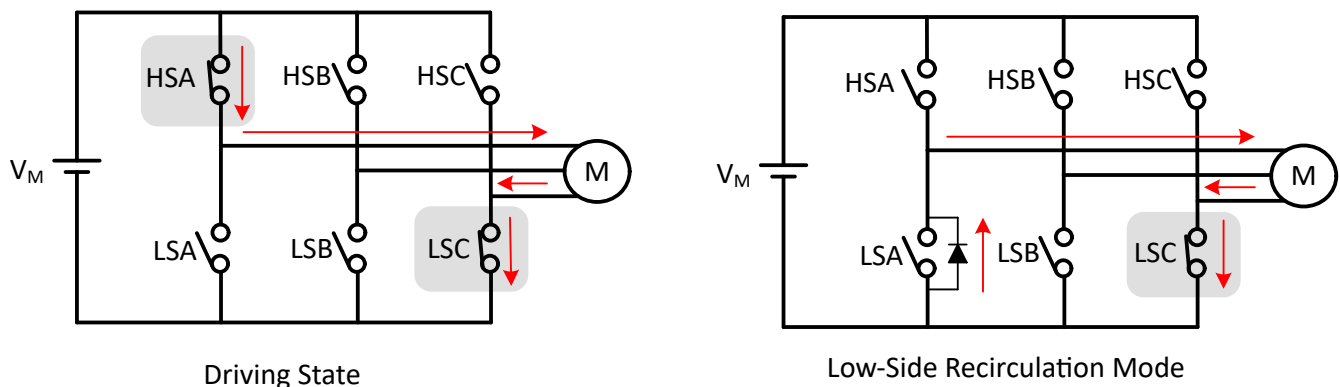 HSA
HSB
HSC
V_M
M
LSA
LSB
LSC
Driving State
HSA
HSB
HSC
V_M
M
LSA
LSB
LSC
Low-Side Recirculation Mode